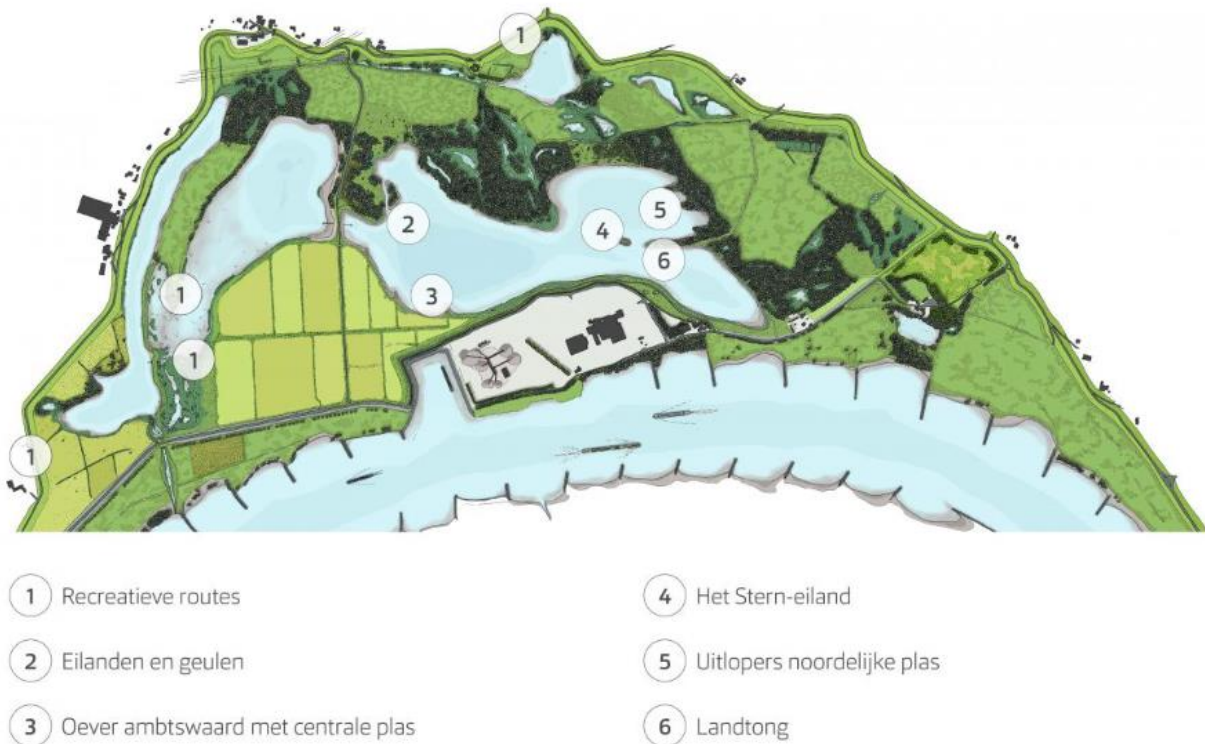 1
2
5
4
6
1
3
1
1
1 Recreatieve routes
4 Het Stern-eiland
2 Eilanden en geulen
5 Uitlopers noordelijke plas
3 Oever ambtswaard met centrale plas
6 Landtong